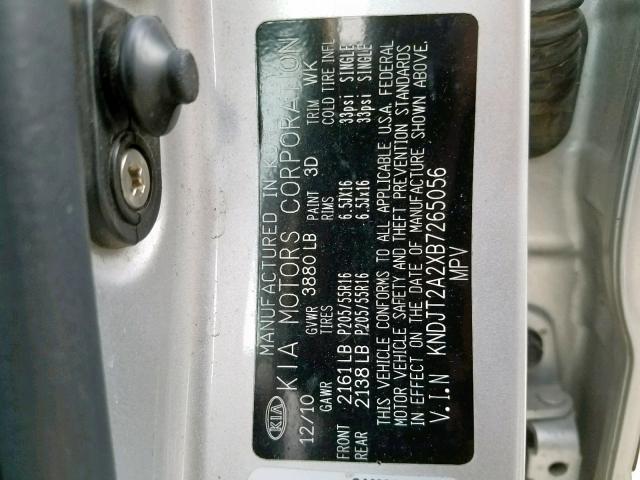 MANUFACTURED IN K
KIA KIA MOTORS CORPORATION
12/10 GVWR 3880 LB PAINT 3D TRIM WK
GAWR TIRES RIMS COLD TIRE INFL
FRONT 2161 LB P205/55R16 6.5JX16 33psi SINGLE
REAR 2138 LB P205/55R16 6.5JX16 33psi SINGLE
THIS VEHICLE CONFORMS TO ALL APPLICABLE U.S.A. FEDERAL
MOTOR VEHICLE SAFETY AND THEFT PREVENTION STANDARDS
IN EFFECT ON THE DATE OF MANUFACTURE SHOWN ABOVE.
V.I.N KNDJT2A2XB7265056
MPV